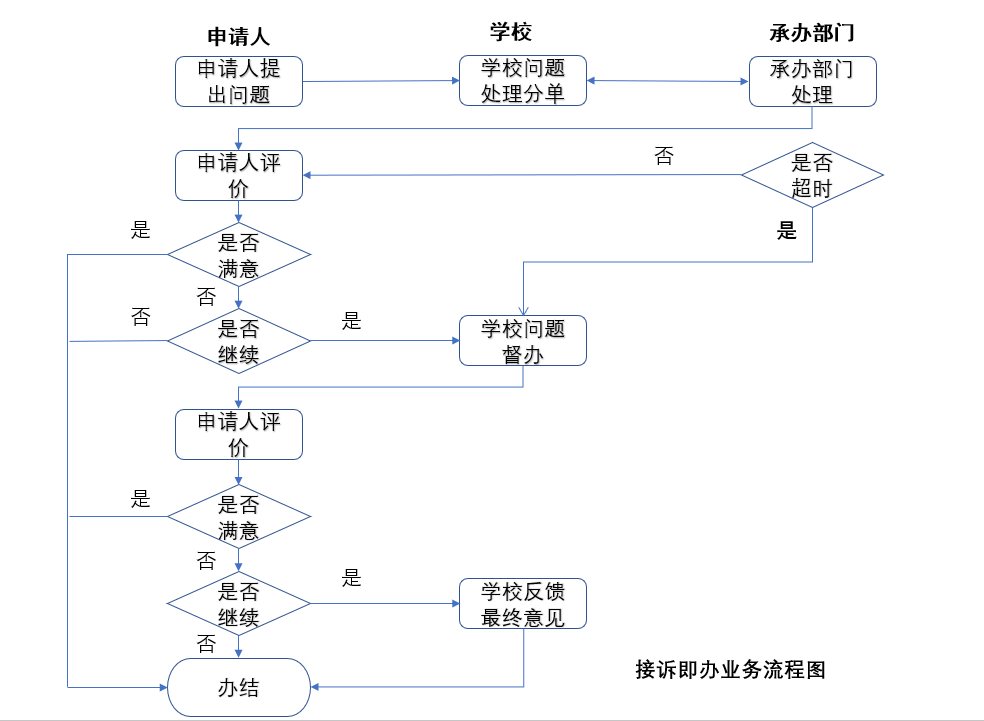 申请人
学校
承办部门
申请人提
出问题
学校问题
处理分单
承办部门
处理
申请人评
价
否
是否
超时
是
是否
满意
是
否
否
是否
继续
是
学校问题
督办
申请人评
价
是
是否
满意
否
是否
继续
是
学校反馈
最终意见
否
办结
接诉即办业务流程图